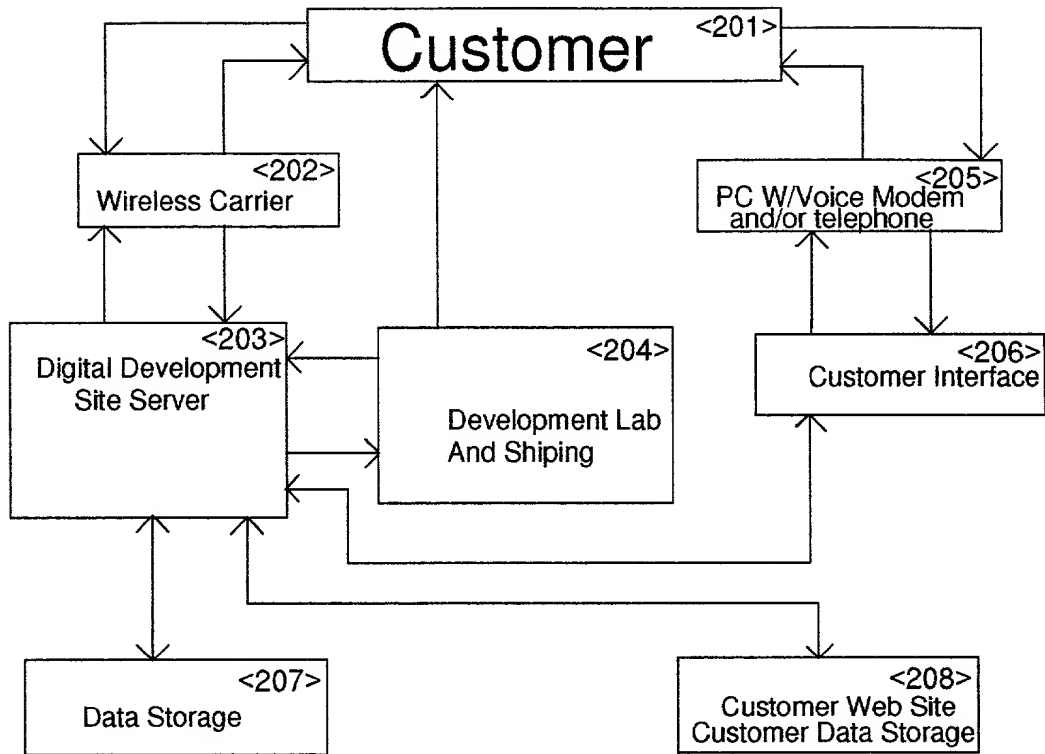 <201>
Customer
<202>
Wireless Carrier
<205>
PC W/Voice Modem
and/or telephone
<203>
Digital Development
Site Server
<204>
Development Lab
And Shiping
<206>
Customer Interface
<207>
Data Storage
<208>
Customer Web Site
Customer Data Storage